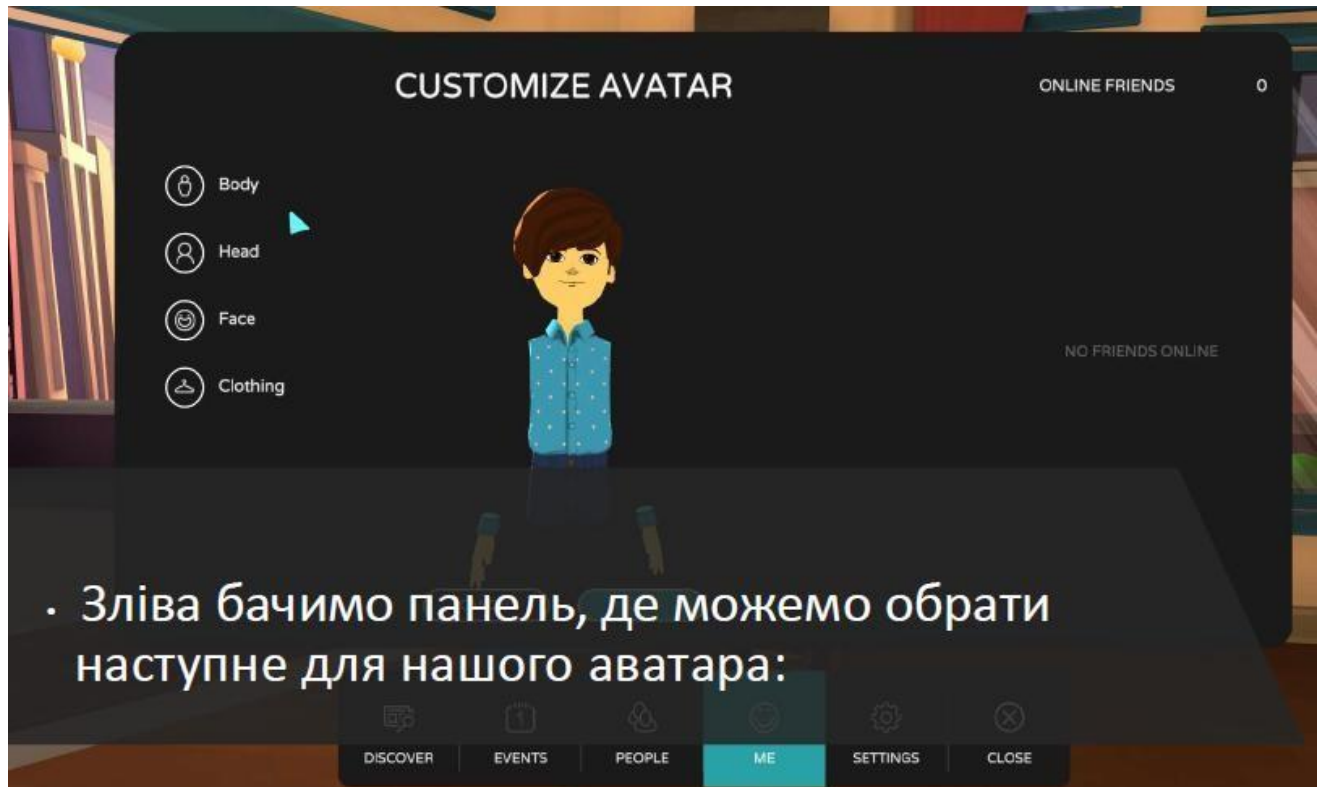 CUSTOMIZE AVATAR
ONLINE FRIENDS 0
Body
Head
Face
Clothing
NO FRIENDS ONLINE
• Зліва бачимо панель, де можемо обрати
наступне для нашого аватара:
1
DISCOVER EVENTS PEOPLE ME SETTINGS CLOSE